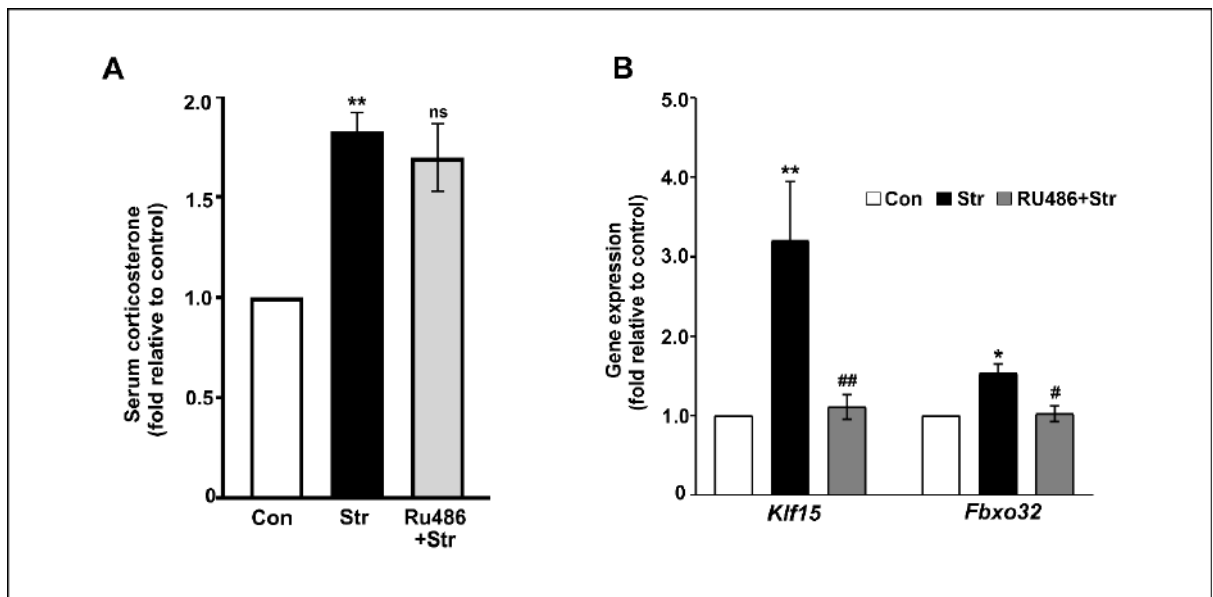 A
Serum corticosterone
(fold relative to control)
2.0
1.5
1.0
0.5
0
**
ns
Con
Str
Ru486
+Str
B
Gene expression
(fold relative to control)
5.0
4.0
3.0
2.0
1.0
0
Con Str RU486+Str
**
##
*
#
Klf15
Fbxo32